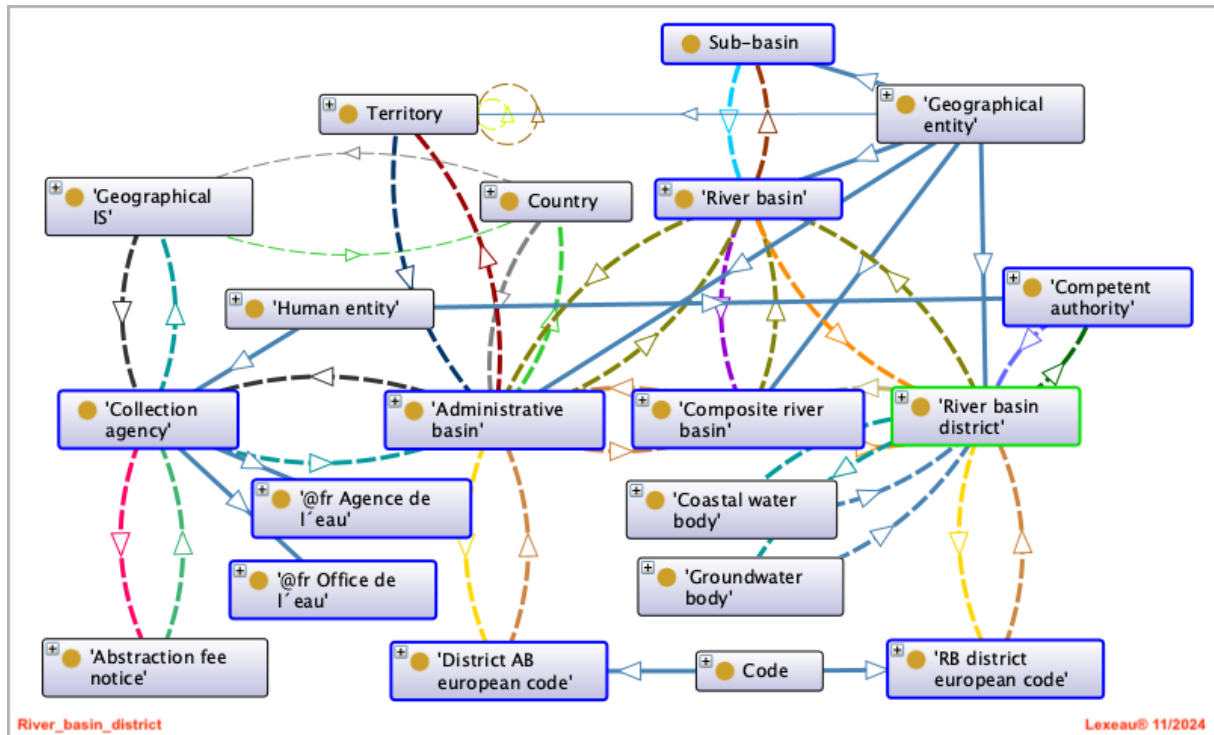 Sub-basin
'Geographical
entity'
Territory
'Geographical
IS'
Country
'River basin'
'Human entity'
'Competent
authority'
'Collection
agency'
'Administrative
basin'
'Composite river
basin'
'River basin
district'
'@fr Agence de
l´eau'
'Coastal water
body'
'@fr Office de
l´eau'
'Groundwater
body'
'Abstraction fee
notice'
'District AB
european code'
Code
'RB district
european code'
River_basin_district
Lexeau® 11/2024